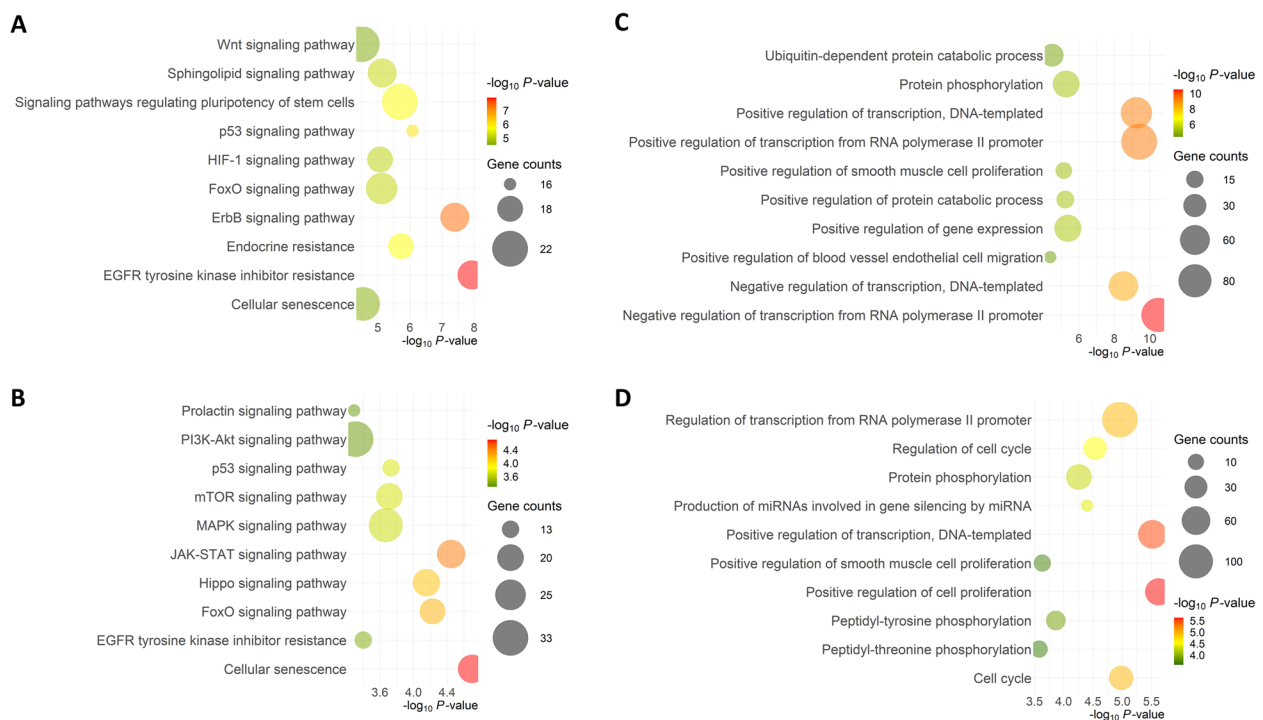 A
Wnt signaling pathway
Sphingolipid signaling pathway
Signaling pathways regulating pluripotency of stem cells
p53 signaling pathway
HIF-1 signaling pathway
FoxO signaling pathway
ErbB signaling pathway
Endocrine resistance
EGFR tyrosine kinase inhibitor resistance
Cellular senescence
5 6 7 8
-log10 P-value
-log10 P-value
7
6
5
Gene counts
16
18
22
C
Ubiquitin-dependent protein catabolic process
Protein phosphorylation
Positive regulation of transcription, DNA-templated
Positive regulation of transcription from RNA polymerase II promoter
Positive regulation of smooth muscle cell proliferation
Positive regulation of protein catabolic process
Positive regulation of gene expression
Positive regulation of blood vessel endothelial cell migration
Negative regulation of transcription, DNA-templated
Negative regulation of transcription from RNA polymerase II promoter
6 8 10
-log10 P-value
-log10 P-value
10
8
6
Gene counts
15
30
60
80
B
Prolactin signaling pathway
PI3K-Akt signaling pathway
p53 signaling pathway
mTOR signaling pathway
MAPK signaling pathway
JAK-STAT signaling pathway
Hippo signaling pathway
FoxO signaling pathway
EGFR tyrosine kinase inhibitor resistance
Cellular senescence
3.6 4.0 4.4
-log10 P-value
-log10 P-value
4.4
4.0
3.6
Gene counts
13
20
25
33
D
Regulation of transcription from RNA polymerase II promoter
Regulation of cell cycle
Protein phosphorylation
Production of miRNAs involved in gene silencing by miRNA
Positive regulation of transcription, DNA-templated
Positive regulation of smooth muscle cell proliferation
Positive regulation of cell proliferation
Peptidyl-tyrosine phosphorylation
Peptidyl-threonine phosphorylation
Cell cycle
3.5 4.0 4.5 5.0 5.5
-log10 P-value
Gene counts
10
30
60
100
-log10 P-value
5.5
5.0
4.5
4.0